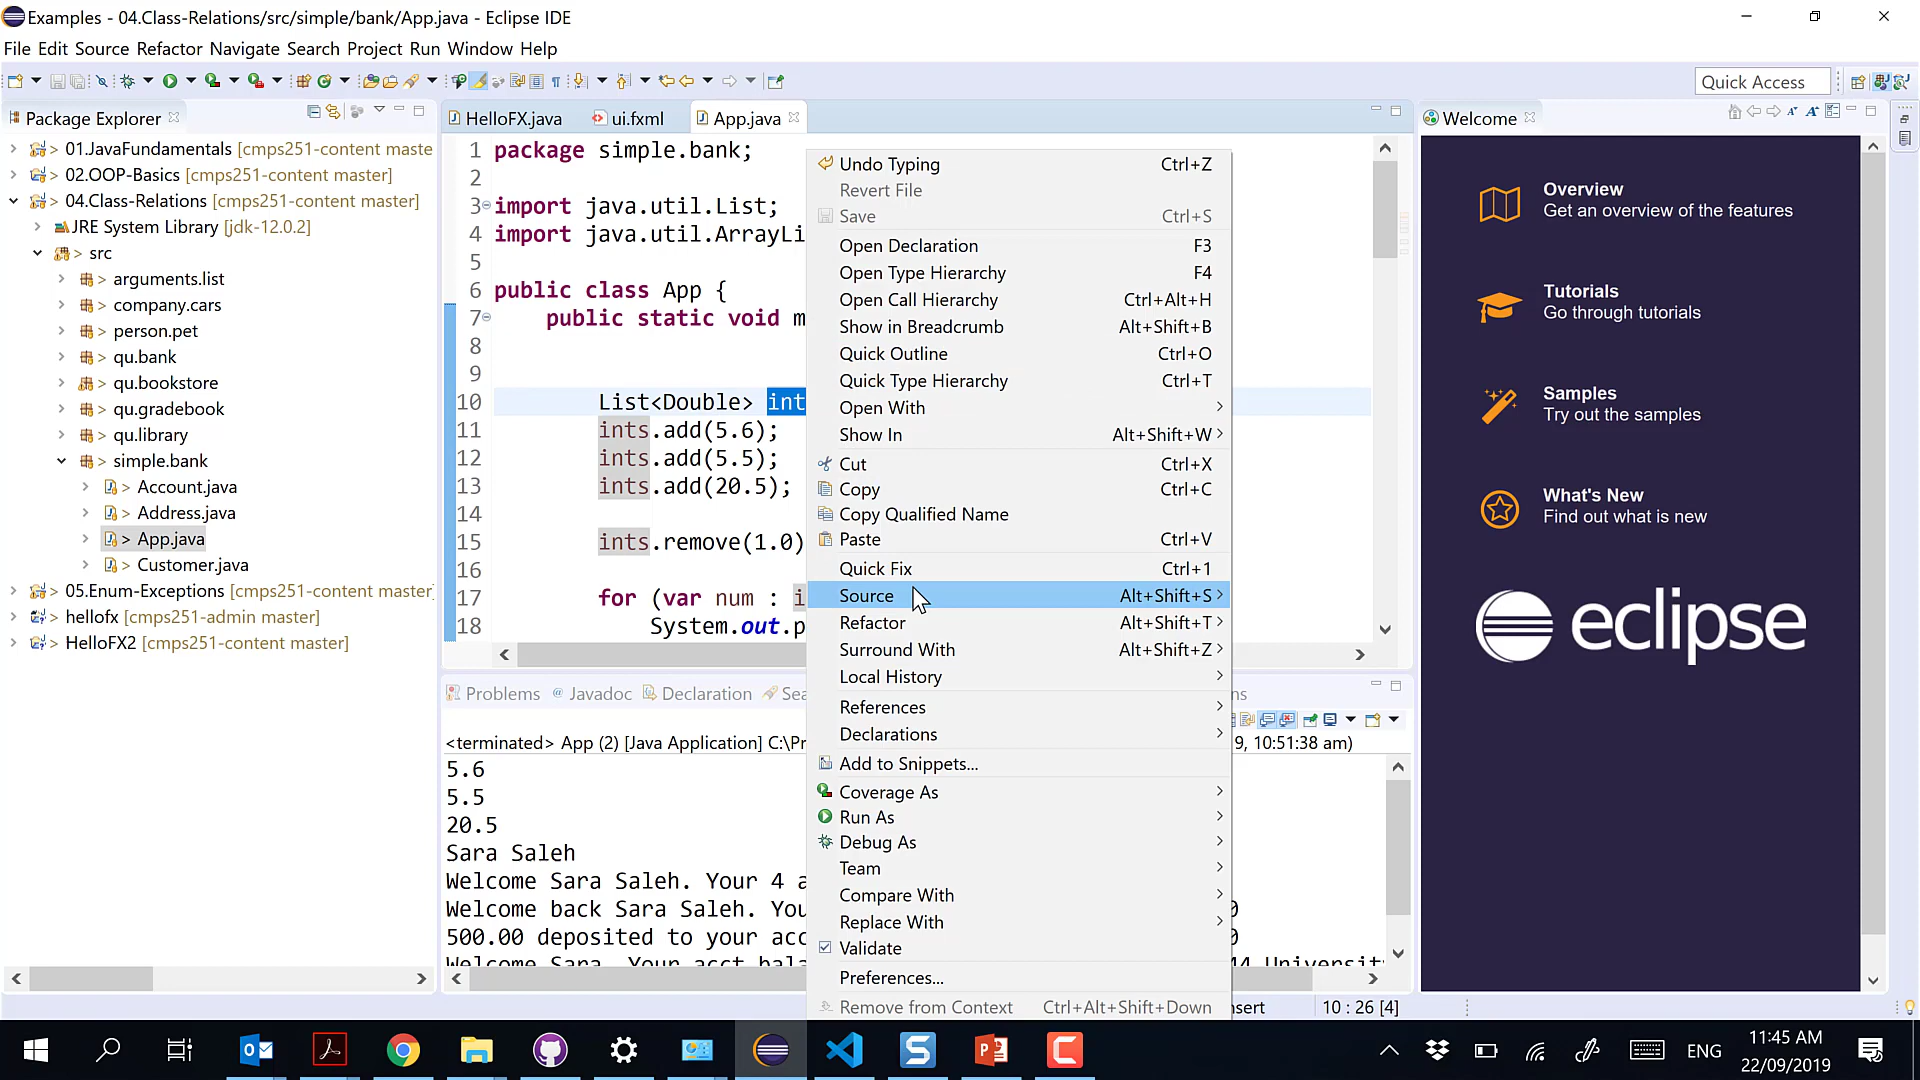 Examples - 04.Class-Relations/src/simple/bank/App.java - Eclipse IDE
File Edit Source Refactor Navigate Search Project Run Window Help
Quick Access
Package Explorer
01.JavaFundamentals [cmps251-content maste
> 02.OOP-Basics [cmps251-content master]
> 04.Class-Relations [cmps251-content master]
JRE System Library [jdk-12.0.2]
> src
> arguments.list
> company.cars
> person.pet
> qu.bank
> qu.bookstore
> qu.gradebook
> qu.library
> simple.bank
> Account.java
> Address.java
> App.java
> Customer.java
> 05.Enum-Exceptions [cmps251-content master]
> hellofx [cmps251-admin master]
> HelloFX2 [cmps251-content master]
HelloFX.java
ui.fxml
App.java
1 package simple.bank;
2
3 import java.util.List;
4 import java.util.ArrayLi
5
6 public class App {
7 public static void m
8
9
10 List<Double> int
11 ints.add(5.6);
12 ints.add(5.5);
13 ints.add(20.5);
14
15 ints.remove(1.0)
16
17 for (var num : i
18 System.out.p
Undo Typing Ctrl+Z
Revert File
Save Ctrl+S
Open Declaration F3
Open Type Hierarchy F4
Open Call Hierarchy Ctrl+Alt+H
Show in Breadcrumb Alt+Shift+B
Quick Outline Ctrl+O
Quick Type Hierarchy Ctrl+T
Open With
Show In Alt+Shift+W
Cut Ctrl+X
Copy Ctrl+C
Copy Qualified Name
Paste Ctrl+V
Quick Fix Ctrl+1
Source Alt+Shift+S
Refactor Alt+Shift+T
Surround With Alt+Shift+Z
Local History
References
Declarations
Add to Snippets...
Coverage As
Run As
Debug As
Team
Compare With
Replace With
Validate
Preferences...
Remove from Context Ctrl+Alt+Shift+Down
Problems @ Javadoc Declaration Sea
ns
<terminated> App (2) [Java Application] C:\Pr
9, 10:51:38 am)
5.6
5.5
20.5
Sara Saleh
Welcome Sara Saleh. Your 4 a
Welcome back Sara Saleh. You
500.00 deposited to your acc
Welcome Sara. Your acct bala
44 Universit
nsert
10 : 26 [4]
Welcome
Overview
Get an overview of the features
Tutorials
Go through tutorials
Samples
Try out the samples
What's New
Find out what is new
eclipse
ENG
11:45 AM
22/09/2019